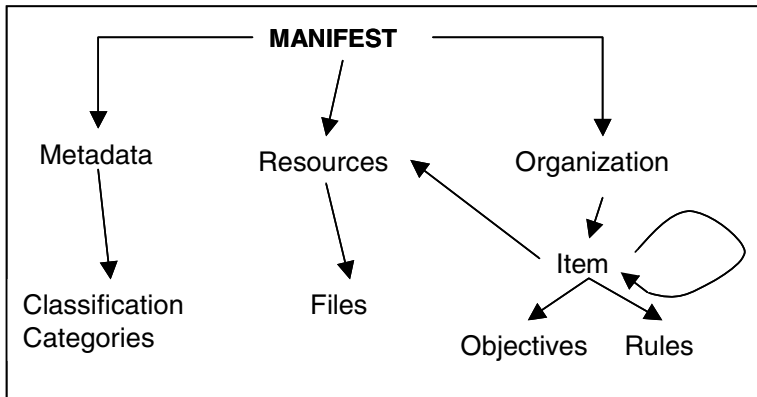 MANIFEST
Metadata
Resources
Organization
Item
Classification
Categories
Files
Objectives
Rules